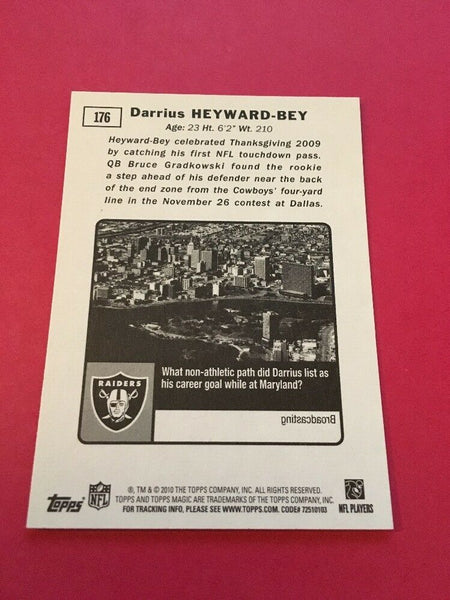 176
Darrius HEYWARD-BEY
Age: 23 Ht. 6'2" Wt. 210
Heyward-Bey celebrated Thanksgiving 2009
by catching his first NFL touchdown pass.
QB Bruce Gradkowski found the rookie
a step ahead of his defender near the back
of the end zone from the Cowboys' four-yard
line in the November 26 contest at Dallas.
RAIDERS
What non-athletic path did Darrius list as
his career goal while at Maryland?
Broadcasting
®, TM & © 2010 THE TOPPS COMPANY, INC. ALL RIGHTS RESERVED.
TOPPS AND TOPPS MAGIC ARE TRADEMARKS OF THE TOPPS COMPANY, INC.
FOR TRACKING INFO, PLEASE SEE WWW.TOPPS.COM. CODE# 72510103
Topps
NFL
NFL PLAYERS